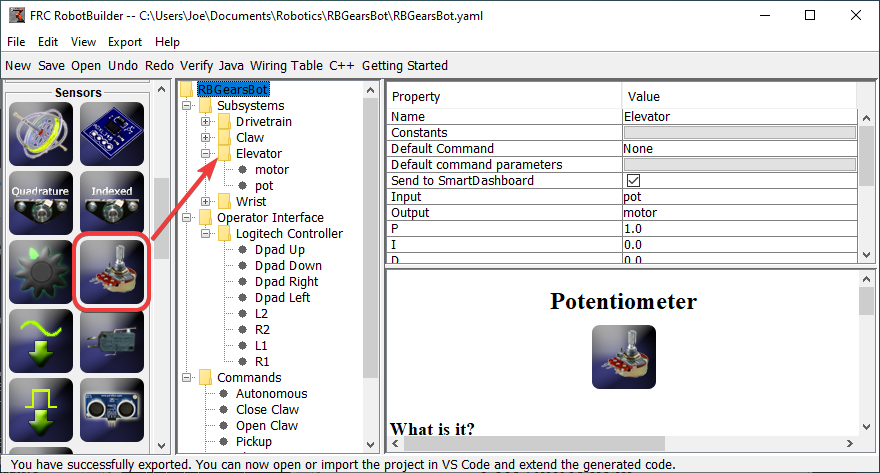 FRC RobotBuilder -- C:\Users\Joe\Documents\Robotics\RBGearsBot\RBGearsBot.yaml
File Edit View Export Help
New Save Open Undo Redo Verify Java Wiring Table C++ Getting Started
Sensors
Quadrature
Indexed
RBGearsBot
Subsystems
Drivetrain
Claw
Elevator
motor
pot
Wrist
Operator Interface
Logitech Controller
Dpad Up
Dpad Down
Dpad Right
Dpad Left
L2
R2
L1
R1
Commands
Autonomous
Close Claw
Open Claw
Pickup
Property Value
Name Elevator
Constants
Default Command None
Default command parameters
Send to SmartDashboard
Input pot
Output motor
P 1.0
I 0.0
D 0.0
Potentiometer
What is it?
You have successfully exported. You can now open or import the project in VS Code and extend the generated code.